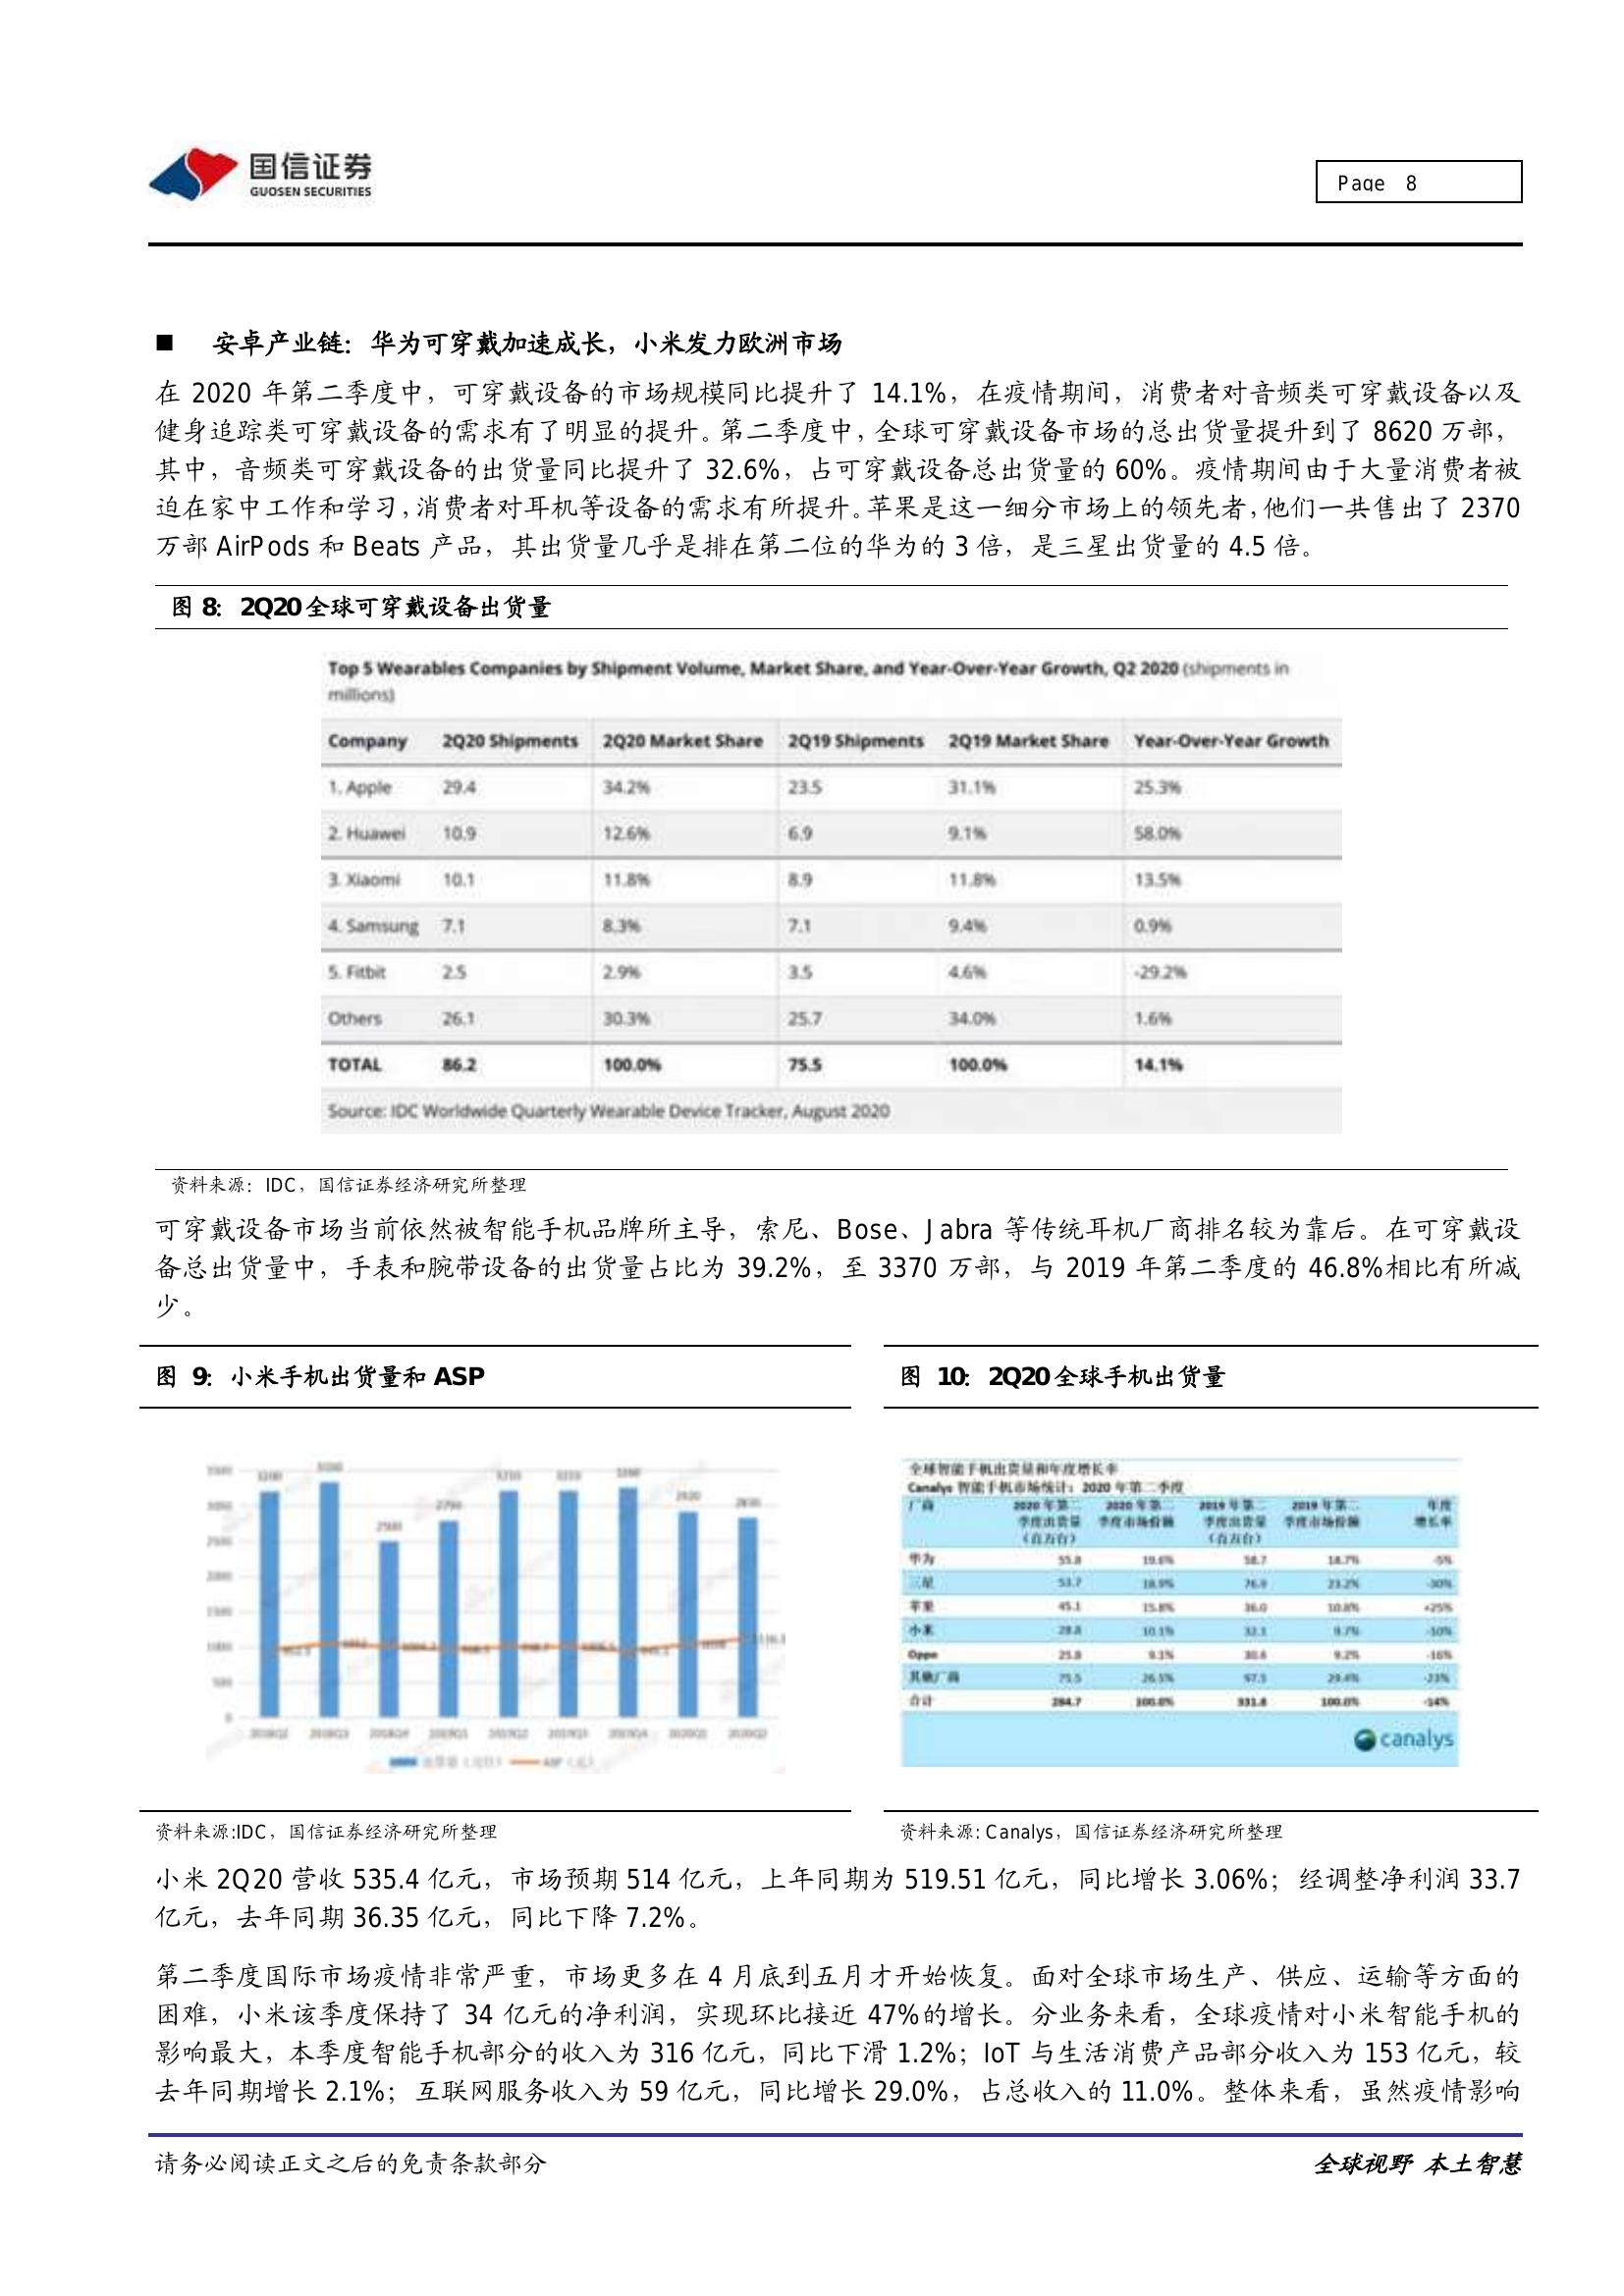 国信证券
GUOSEN SECURITIES
Page 8
■ 安卓产业链：华为可穿戴加速成长，小米发力欧洲市场
在 2020 年第二季度中，可穿戴设备的市场规模同比提升了 14.1%，在疫情期间，消费者对音频类可穿戴设备以及
健身追踪类可穿戴设备的需求有了明显的提升。第二季度中，全球可穿戴设备市场的总出货量提升到了 8620 万部，
其中，音频类可穿戴设备的出货量同比提升了 32.6%，占可穿戴设备总出货量的 60%。疫情期间由于大量消费者被
迫在家中工作和学习，消费者对耳机等设备的需求有所提升。苹果是这一细分市场上的领先者，他们一共售出了 2370
万部 AirPods 和 Beats 产品，其出货量几乎是排在第二位的华为的 3 倍，是三星出货量的 4.5 倍。
图 8：2Q20 全球可穿戴设备出货量
Top 5 Wearables Companies by Shipment Volume, Market Share, and Year-Over-Year Growth, Q2 2020 (shipments in
millions)
Company 2Q20 Shipments 2Q20 Market Share 2Q19 Shipments 2Q19 Market Share Year-Over-Year Growth
1. Apple 29.4 34.2% 23.5 31.1% 25.3%
2. Huawei 10.9 12.6% 6.9 9.1% 58.0%
3. Xiaomi 10.1 11.8% 8.9 11.8% 13.5%
4. Samsung 7.1 8.3% 7.1 9.4% 0.9%
5. Fitbit 2.5 2.9% 3.5 4.6% -29.2%
Others 26.1 30.3% 25.7 34.0% 1.6%
TOTAL 86.2 100.0% 75.5 100.0% 14.1%
Source: IDC Worldwide Quarterly Wearable Device Tracker, August 2020
资料来源：IDC，国信证券经济研究所整理
可穿戴设备市场当前依然被智能手机品牌所主导，索尼、Bose、Jabra 等传统耳机厂商排名较为靠后。在可穿戴设
备总出货量中，手表和腕带设备的出货量占比为 39.2%，至 3370 万部，与 2019 年第二季度的 46.8%相比有所减
少。
图 9：小米手机出货量和 ASP
3500
3000
2500
2000
1500
1000
500
0
3200 2500 2790 3210 3260 2920 2830
2018Q2 2018Q3 2018Q4 2019Q1 2019Q2 2019Q3 2019Q4 2020Q1 2020Q2
图 10：2Q20 全球手机出货量
全球智能手机出货量和年度增长率
Canalys 智能手机市场统计：2020 年第二季度
厂商 2020 年第二季度出货量（百万台） 2020 年第二季度市场份额 2019 年第二季度出货量（百万台） 2019 年第二季度市场份额 年度增长率
华为 55.8 19.6% 58.7 18.7% -5%
三星 53.7 18.9% 76.9 23.2% -30%
苹果 45.1 15.8% 36.0 10.8% +25%
小米 28.8 10.1% 32.1 9.7% -10%
Oppo 25.8 9.1% 30.6 9.2% -16%
其他厂商 75.5 26.5% 97.5 29.4% -23%
合计 284.7 100.0% 331.8 100.0% -14%
canalys
资料来源:IDC，国信证券经济研究所整理
资料来源: Canalys，国信证券经济研究所整理
小米 2Q20 营收 535.4 亿元，市场预期 514 亿元，上年同期为 519.51 亿元，同比增长 3.06%；经调整净利润 33.7
亿元，去年同期 36.35 亿元，同比下降 7.2%。
第二季度国际市场疫情非常严重，市场更多在 4 月底到五月才开始恢复。面对全球市场生产、供应、运输等方面的
困难，小米该季度保持了 34 亿元的净利润，实现环比接近 47%的增长。分业务来看，全球疫情对小米智能手机的
影响最大，本季度智能手机部分的收入为 316 亿元，同比下滑 1.2%；IoT 与生活消费产品部分收入为 153 亿元，较
去年同期增长 2.1%；互联网服务收入为 59 亿元，同比增长 29.0%，占总收入的 11.0%。整体来看，虽然疫情影响
请务必阅读正文之后的免责条款部分
全球视野 本土智慧